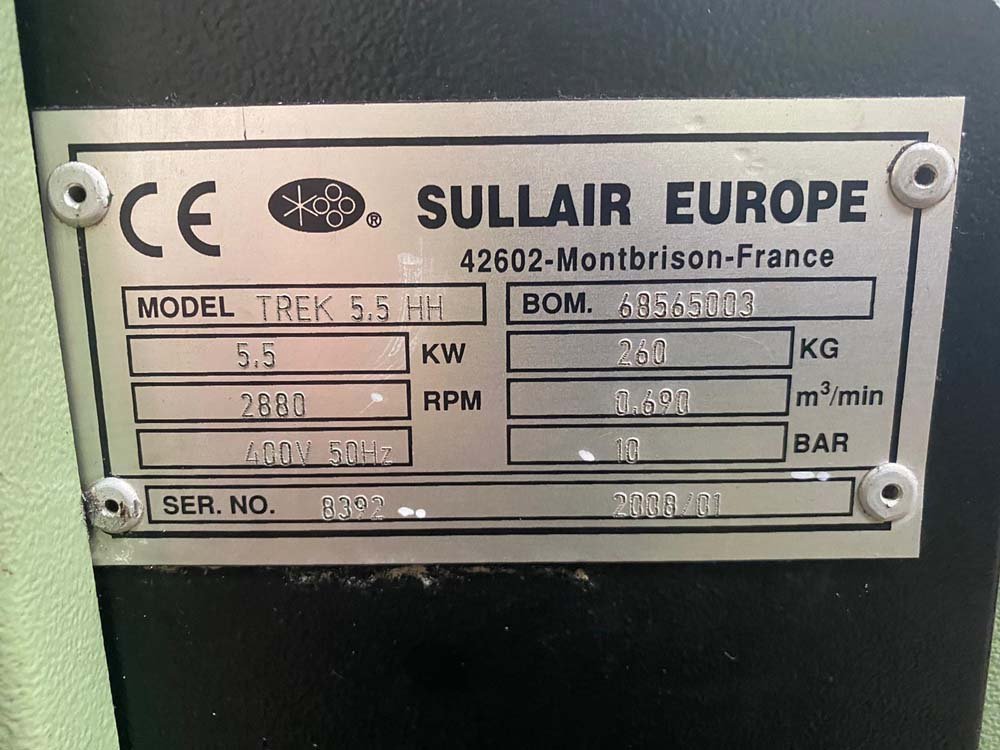 CE ® SULLAIR EUROPE
42602-Montbrison-France
MODEL TREK 5.5 HH BOM. 68565003
5.5 KW 260 KG
2880 RPM 0.690 m³/min
400V 50Hz 10 BAR
SER. NO. 8392 2008/01